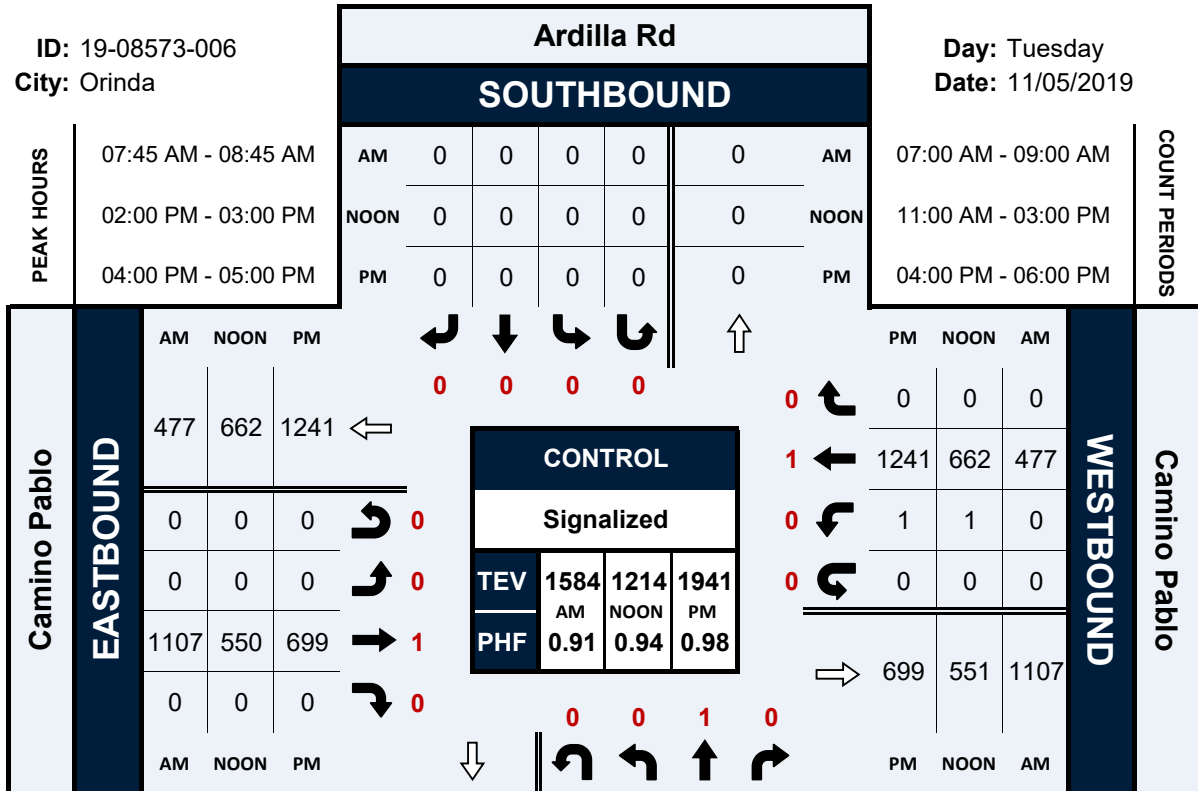 ID: 19-08573-006
City: Orinda
Ardilla Rd
SOUTHBOUND
Day: Tuesday
Date: 11/05/2019
PEAK HOURS
07:45 AM - 08:45 AM
02:00 PM - 03:00 PM
04:00 PM - 05:00 PM
AM 0 0 0 0 0 AM
NOON 0 0 0 0 0 NOON
PM 0 0 0 0 0 PM
07:00 AM - 09:00 AM
11:00 AM - 03:00 PM
04:00 PM - 06:00 PM
COUNT PERIODS
0 0 0 0
Camino Pablo
EASTBOUND
AM NOON PM
477 662 1241
0 0 0 0
0 0 0 0
1107 550 699 1
0 0 0 0
AM NOON PM
CONTROL
Signalized
TEV 1584 1214 1941
AM NOON PM
PHF 0.91 0.94 0.98
PM NOON AM
0 0 0 0
1 1241 662 477
0 1 1 0
0 0 0 0
699 551 1107
PM NOON AM
WESTBOUND
Camino Pablo
0 0 1 0